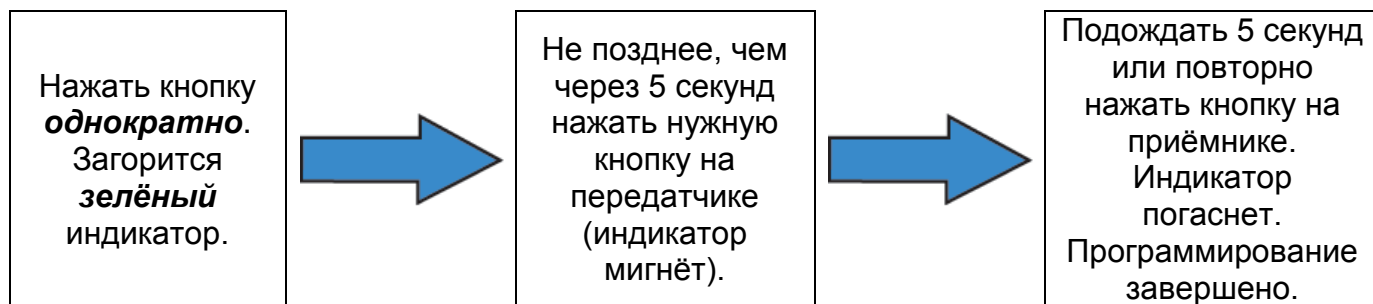 Нажать кнопку
однократно.
Загорится
зелёный
индикатор.
Не позднее, чем
через 5 секунд
нажать нужную
кнопку на
передатчике
(индикатор
мигнёт).
Подождать 5 секунд
или повторно
нажать кнопку на
приёмнике.
Индикатор
погаснет.
Программирование
завершено.